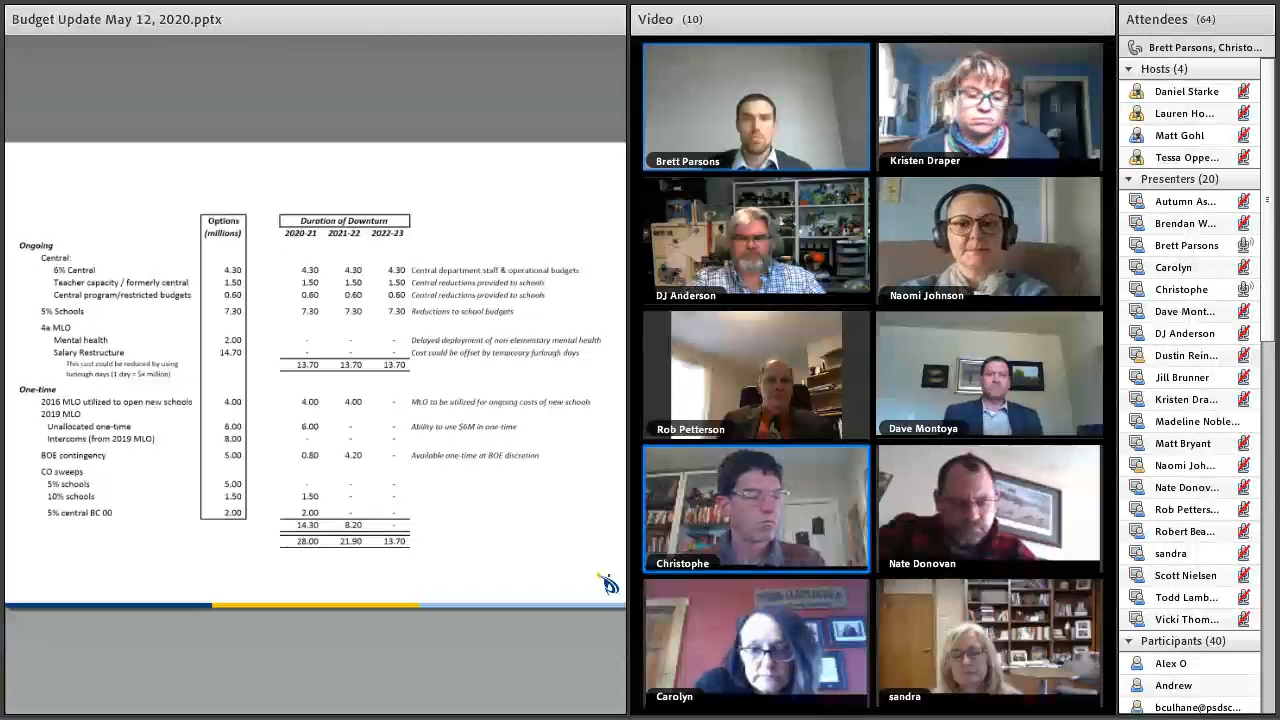 Budget Update May 12, 2020.pptx
Options
(millions)
Duration of Downturn
2020-21 2021-22 2022-23
Ongoing
Central:
6% Central 4.30 4.30 4.30 4.30 Central department staff & operational budgets
Teacher capacity / formerly central 1.50 1.50 1.50 1.50 Central reductions provided to schools
Central program/restricted budgets 0.60 0.60 0.60 0.60 Central reductions provided to schools
5% Schools 7.30 7.30 7.30 7.30 Reductions to school budgets
4a MLO
Mental health 2.00 - - - Delayed deployment of non-elementary mental health
Salary Restructure 14.70 - - - Cost could be offset by temporary furlough days
This cost could be reduced by using 13.70 13.70 13.70
furlough days (1 day = $x million)
One-time
2016 MLO utilized to open new schools 4.00 4.00 4.00 - MLO to be utilized for ongoing costs of new schools
2019 MLO
Unallocated one-time 6.00 6.00 - - Ability to use $6M in one-time
Intercoms (from 2019 MLO) 8.00 - - -
BOE contingency 5.00 0.80 4.20 - Available one-time at BOE discretion
CO sweeps
5% schools 5.00 - - -
10% schools 1.50 1.50 - -
5% central BC 00 2.00 2.00 - -
14.30 8.20 -
28.00 21.90 13.70
Video (10)
Brett Parsons
Kristen Draper
DJ Anderson
Naomi Johnson
Rob Petterson
Dave Montoya
Christophe
Nate Donovan
Carolyn
sandra
Attendees (64)
Brett Parsons, Christo...
Hosts (4)
Daniel Starke
Lauren Ho...
Matt Gohl
Tessa Oppe...
Presenters (20)
Autumn As...
Brendan W...
Brett Parsons
Carolyn
Christophe
Dave Mont...
DJ Anderson
Dustin Rein...
Jill Brunner
Kristen Dra...
Madeline Noble...
Matt Bryant
Naomi Joh...
Nate Donov...
Rob Petters...
Robert Bea...
sandra
Scott Nielsen
Todd Lamb...
Vicki Thom...
Participants (40)
Alex O
Andrew
bculhane@psdsc...